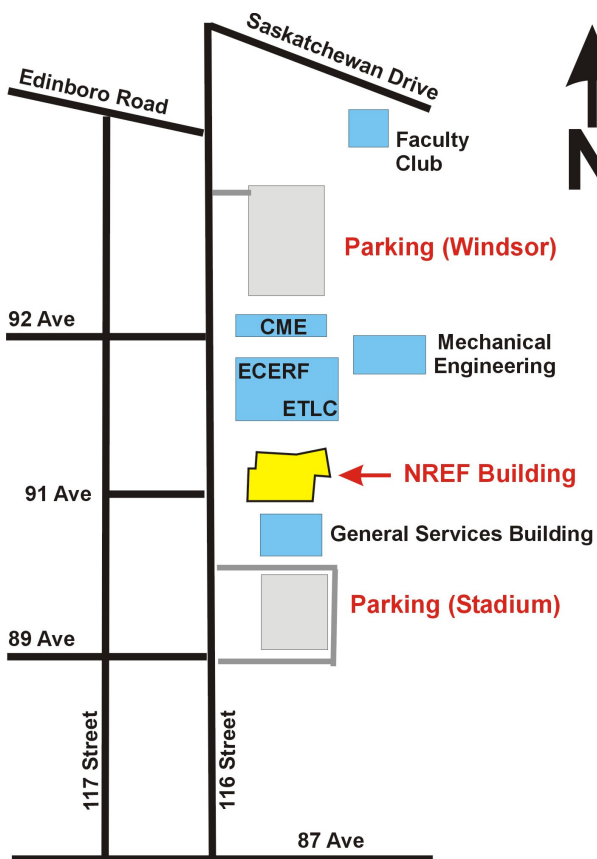 Saskatchewan Drive
Edinboro Road
N
Faculty
Club
Parking (Windsor)
92 Ave
CME
Mechanical
Engineering
ECERF
ETLC
NREF Building
91 Ave
General Services Building
Parking (Stadium)
89 Ave
117 Street
116 Street
87 Ave